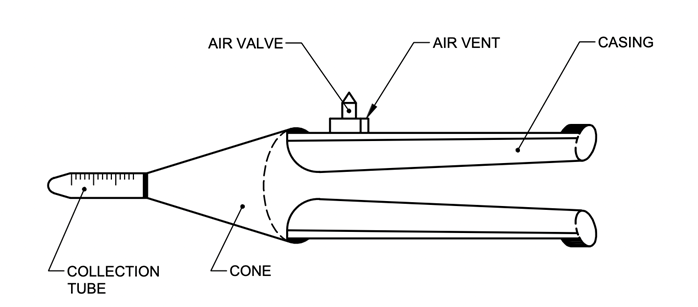 AIR VALVE
AIR VENT
CASING
COLLECTION
TUBE
CONE